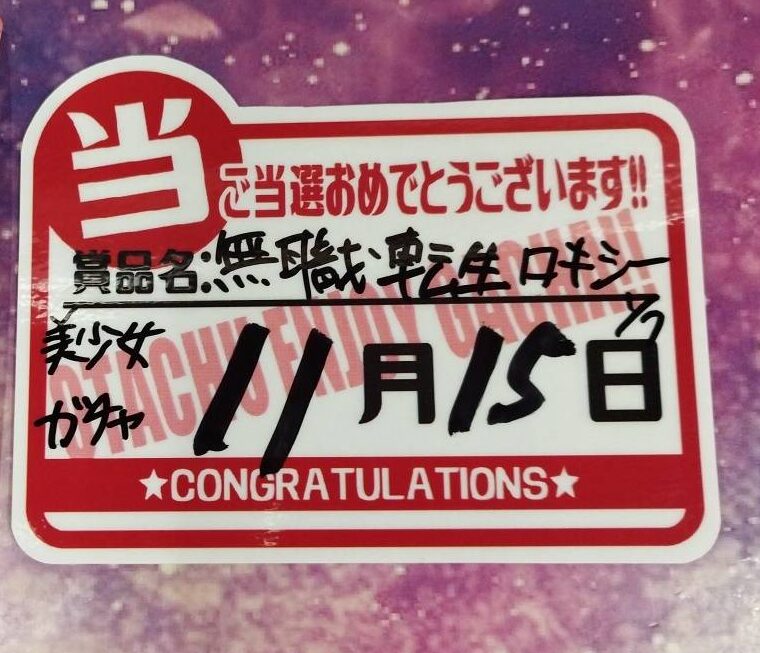 当
ご当選おめでとうございます!!
賞品名:無職転生ロキシー
美少女
ガチャ
11月15日
OTACHU ENJOY GACHA!!
★CONGRATULATIONS★